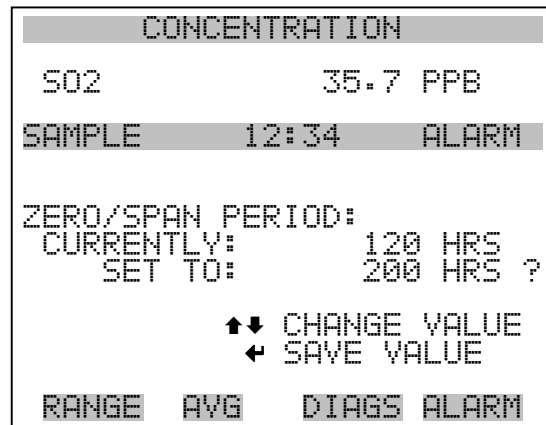 CONCENTRATION
SO2 35.7 PPB
SAMPLE 12:34 ALARM
ZERO/SPAN PERIOD:
CURRENTLY: 120 HRS
SET TO: 200 HRS ?
⬆⬇ CHANGE VALUE
↵ SAVE VALUE
RANGE AVG DIAGS ALARM